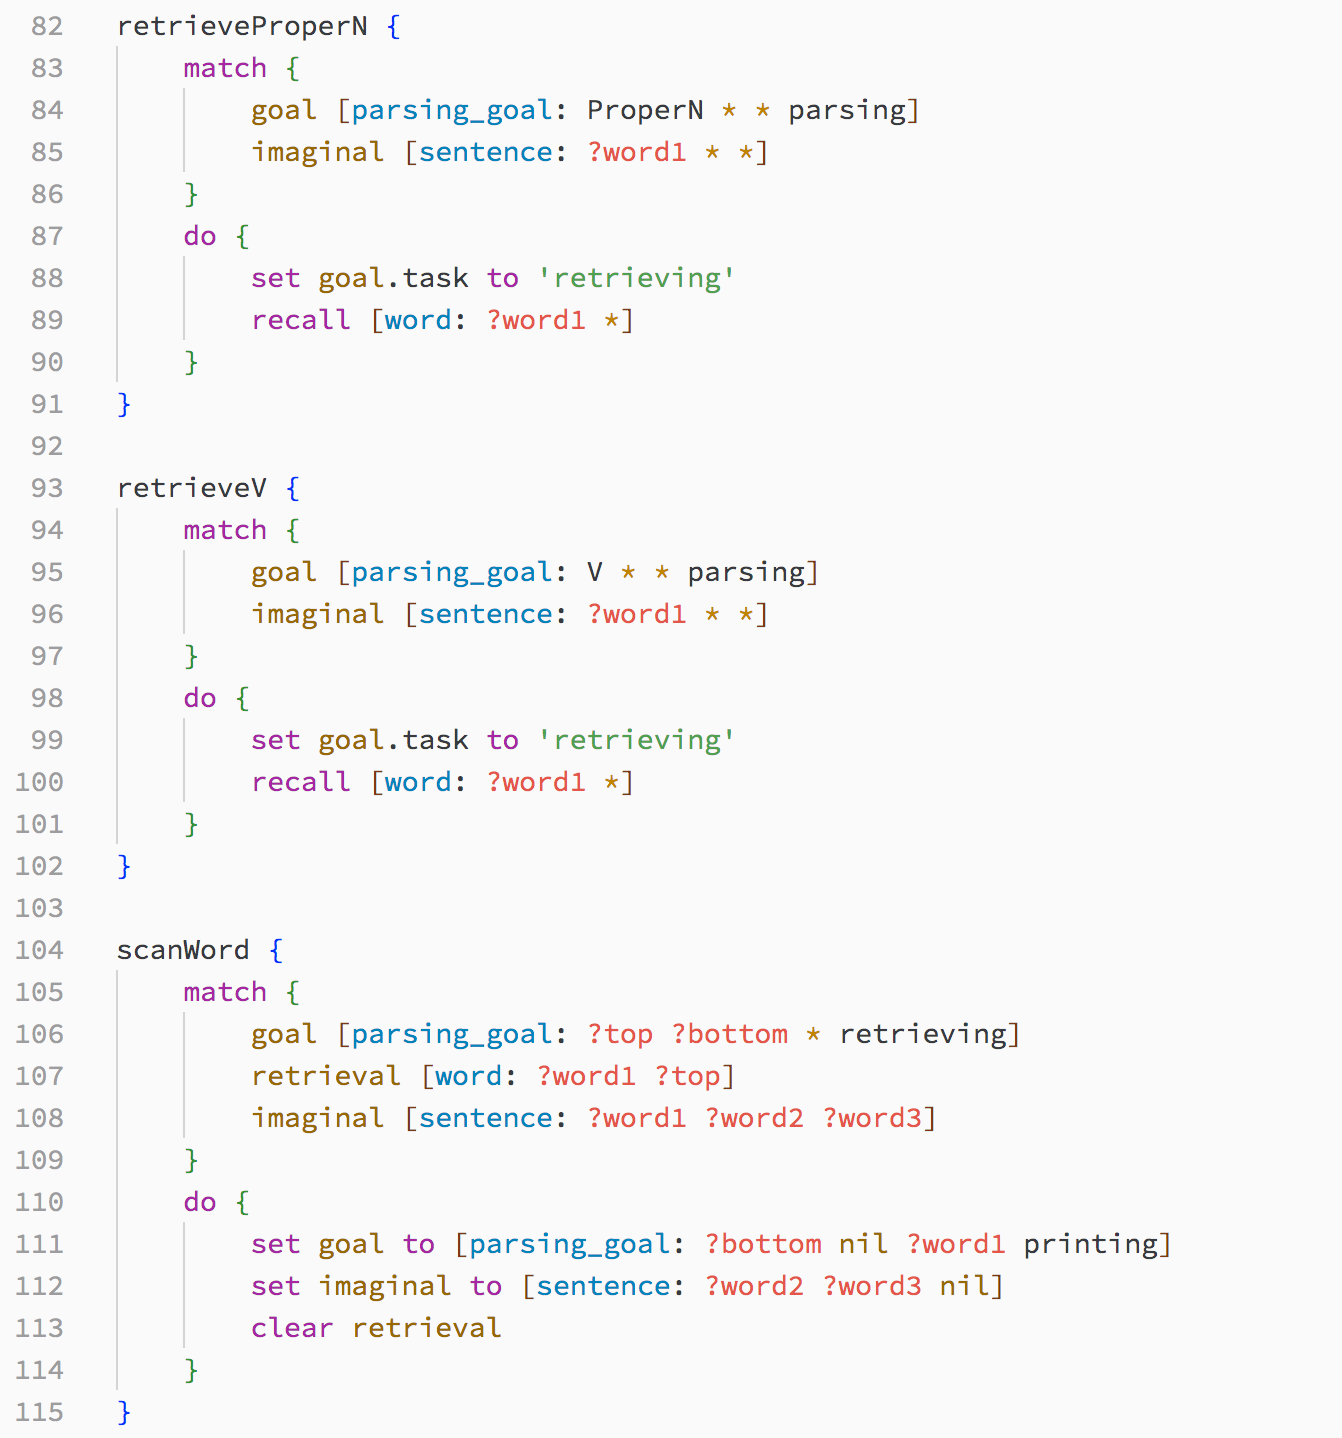 82 retrieveProperN {
83 match {
84 goal [parsing_goal: ProperN * * parsing]
85 imaginal [sentence: ?word1 * *]
86 }
87 do {
88 set goal.task to 'retrieving'
89 recall [word: ?word1 *]
90 }
91 }
92
93 retrieveV {
94 match {
95 goal [parsing_goal: V * * parsing]
96 imaginal [sentence: ?word1 * *]
97 }
98 do {
99 set goal.task to 'retrieving'
100 recall [word: ?word1 *]
101 }
102 }
103
104 scanWord {
105 match {
106 goal [parsing_goal: ?top ?bottom * retrieving]
107 retrieval [word: ?word1 ?top]
108 imaginal [sentence: ?word1 ?word2 ?word3]
109 }
110 do {
111 set goal to [parsing_goal: ?bottom nil ?word1 printing]
112 set imaginal to [sentence: ?word2 ?word3 nil]
113 clear retrieval
114 }
115 }